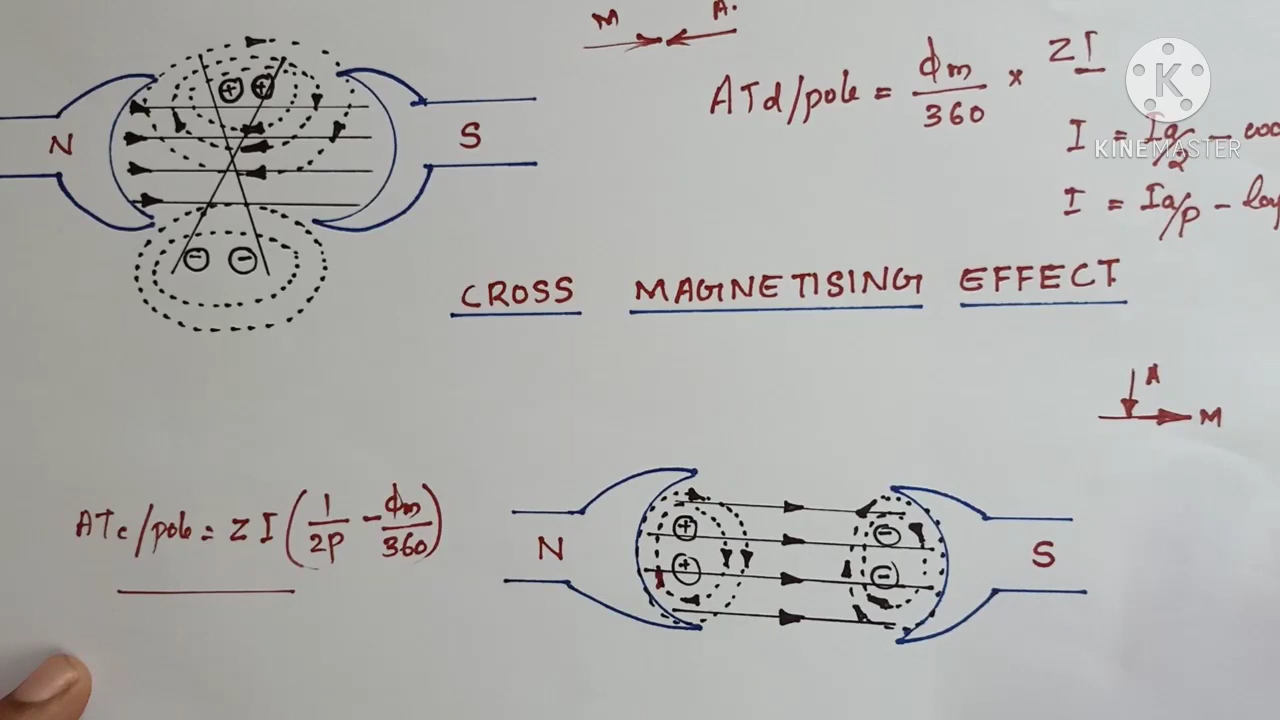 M A.
ATd/pole = ϕm/360 × ZI
N S
I = Ia/2 -
K
KINEMASTER
I = Ia/P -
CROSS MAGNETISING EFFECT
A
M
ATc/pole = ZI(1/2P - ϕm/360)
N S